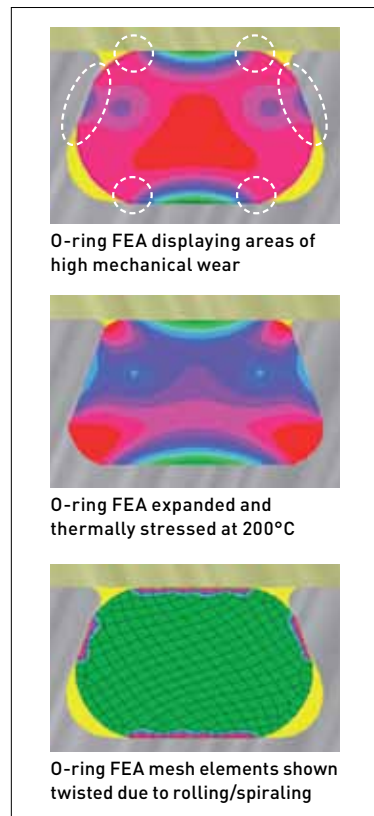 O-ring FEA displaying areas of
high mechanical wear
O-ring FEA expanded and
thermally stressed at 200°C
O-ring FEA mesh elements shown
twisted due to rolling/spiraling